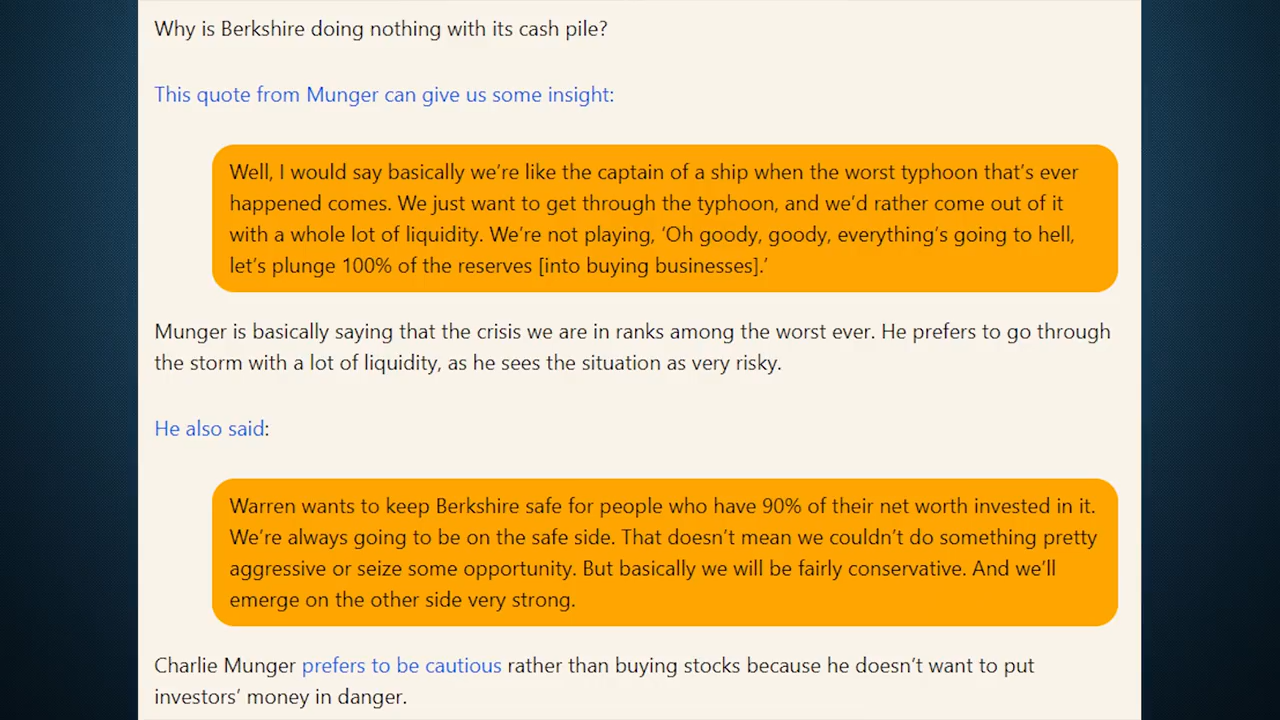 Why is Berkshire doing nothing with its cash pile?
This quote from Munger can give us some insight:
Well, I would say basically we’re like the captain of a ship when the worst typhoon that’s ever
happened comes. We just want to get through the typhoon, and we’d rather come out of it
with a whole lot of liquidity. We’re not playing, ‘Oh goody, goody, everything’s going to hell,
let’s plunge 100% of the reserves [into buying businesses].’
Munger is basically saying that the crisis we are in ranks among the worst ever. He prefers to go through
the storm with a lot of liquidity, as he sees the situation as very risky.
He also said:
Warren wants to keep Berkshire safe for people who have 90% of their net worth invested in it.
We’re always going to be on the safe side. That doesn’t mean we couldn’t do something pretty
aggressive or seize some opportunity. But basically we will be fairly conservative. And we’ll
emerge on the other side very strong.
Charlie Munger prefers to be cautious rather than buying stocks because he doesn’t want to put
investors’ money in danger.